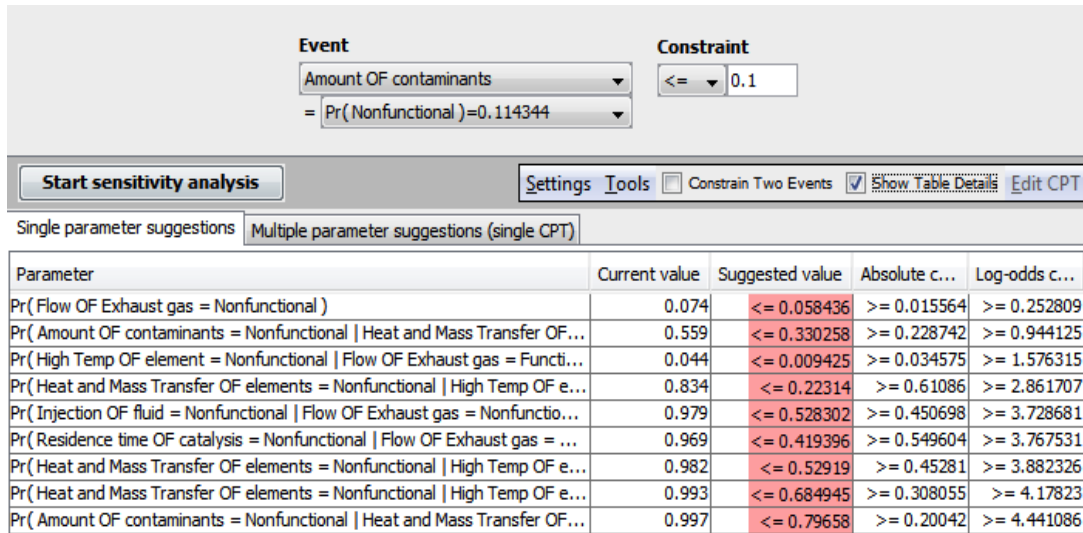 Event Constraint
Amount OF contaminants <= 0.1
= Pr( Nonfunctional )=0.114344
Start sensitivity analysis Settings Tools Constrain Two Events Show Table Details Edit CPT
Single parameter suggestions Multiple parameter suggestions (single CPT)
Parameter Current value Suggested value Absolute c... Log-odds c...
Pr( Flow OF Exhaust gas = Nonfunctional ) 0.074 <= 0.058436 >= 0.015564 >= 0.252809
Pr( Amount OF contaminants = Nonfunctional | Heat and Mass Transfer OF... 0.559 <= 0.330258 >= 0.228742 >= 0.944125
Pr( High Temp OF element = Nonfunctional | Flow OF Exhaust gas = Functi... 0.044 <= 0.009425 >= 0.034575 >= 1.576315
Pr( Heat and Mass Transfer OF elements = Nonfunctional | High Temp OF e... 0.834 <= 0.22314 >= 0.61086 >= 2.861707
Pr( Injection OF fluid = Nonfunctional | Flow OF Exhaust gas = Nonfunctio... 0.979 <= 0.528302 >= 0.450698 >= 3.728681
Pr( Residence time OF catalysis = Nonfunctional | Flow OF Exhaust gas = ... 0.969 <= 0.419396 >= 0.549604 >= 3.767531
Pr( Heat and Mass Transfer OF elements = Nonfunctional | High Temp OF e... 0.982 <= 0.52919 >= 0.45281 >= 3.882326
Pr( Heat and Mass Transfer OF elements = Nonfunctional | High Temp OF e... 0.993 <= 0.684945 >= 0.308055 >= 4.17823
Pr( Amount OF contaminants = Nonfunctional | Heat and Mass Transfer OF... 0.997 <= 0.79658 >= 0.20042 >= 4.441086